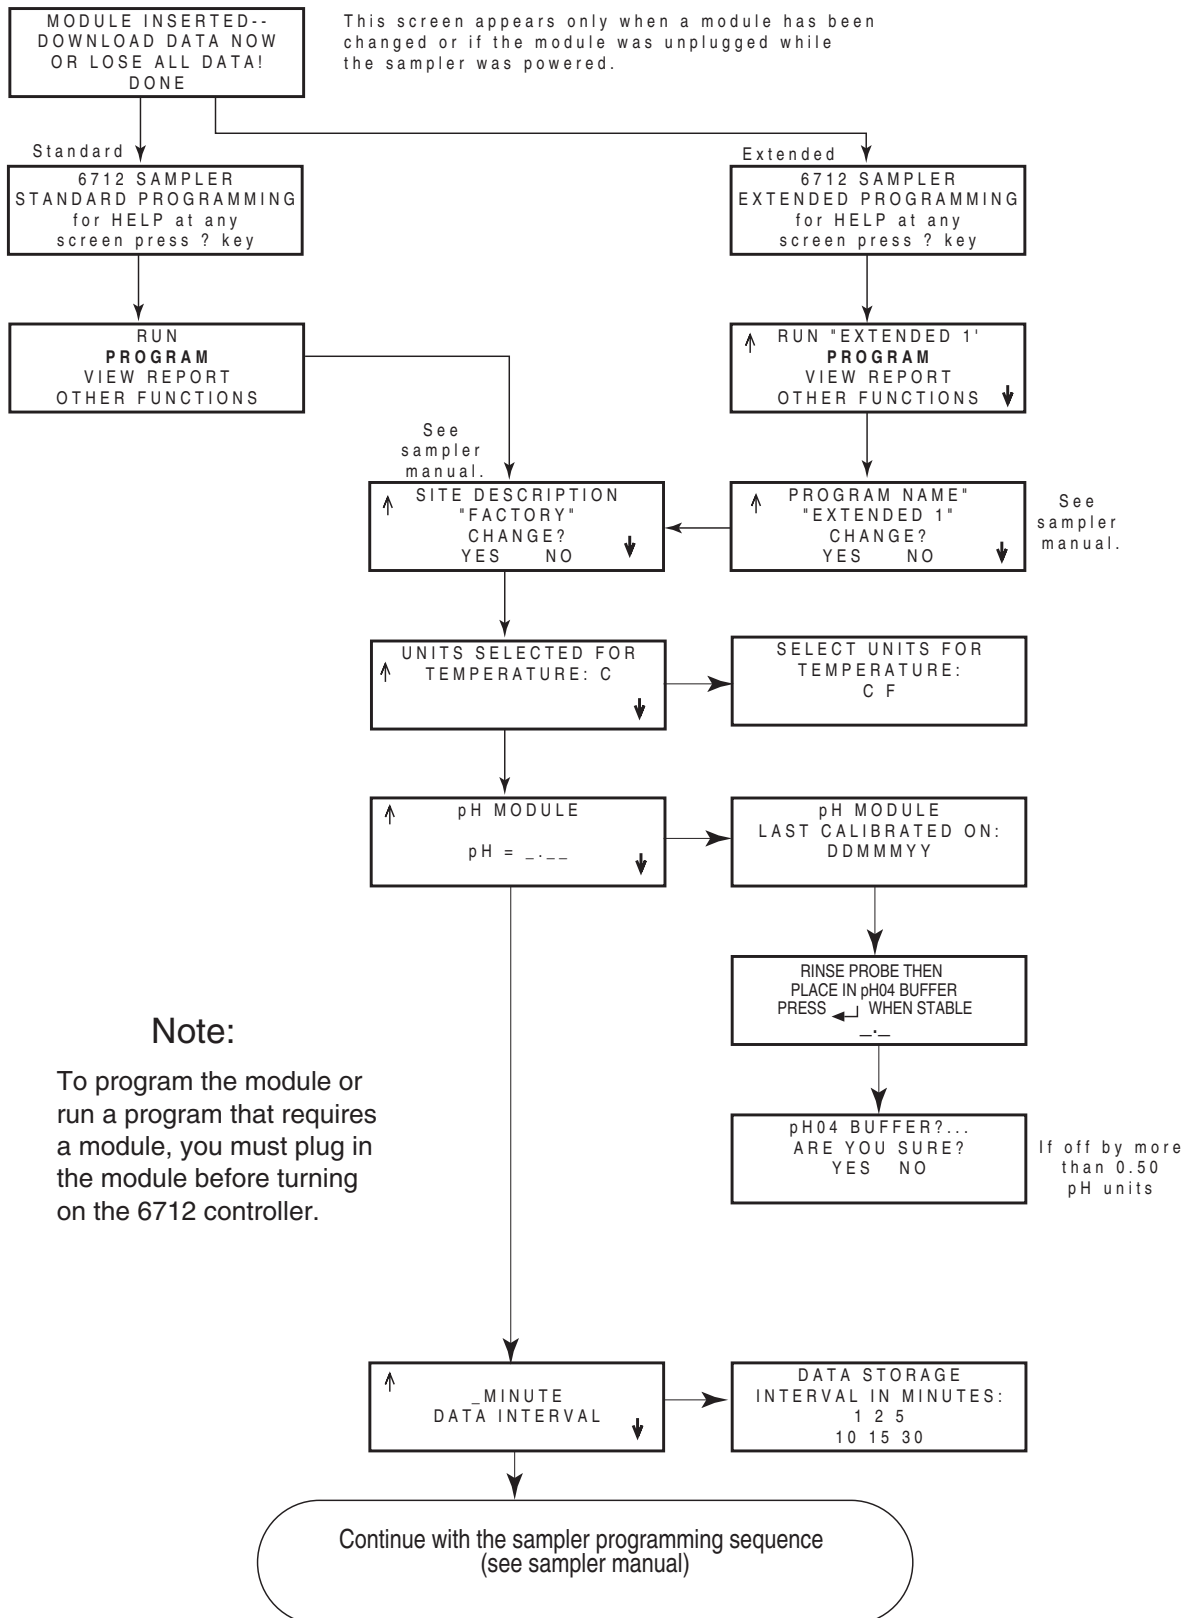 MODULE INSERTED--
DOWNLOAD DATA NOW
OR LOSE ALL DATA!
DONE
This screen appears only when a module has been
changed or if the module was unplugged while
the sampler was powered.
Standard
6712 SAMPLER
STANDARD PROGRAMMING
for HELP at any
screen press ? key
Extended
6712 SAMPLER
EXTENDED PROGRAMMING
for HELP at any
screen press ? key
RUN
PROGRAM
VIEW REPORT
OTHER FUNCTIONS
RUN "EXTENDED 1'
PROGRAM
VIEW REPORT
OTHER FUNCTIONS
See
sampler
manual.
SITE DESCRIPTION
"FACTORY"
CHANGE?
YES NO
PROGRAM NAME"
"EXTENDED 1"
CHANGE?
YES NO
See
sampler
manual.
UNITS SELECTED FOR
TEMPERATURE: C
SELECT UNITS FOR
TEMPERATURE:
C F
pH MODULE
pH = _.__
pH MODULE
LAST CALIBRATED ON:
DDMMMYY
RINSE PROBE THEN
PLACE IN pH04 BUFFER
PRESS WHEN STABLE
_._
pH04 BUFFER?...
ARE YOU SURE?
YES NO
If off by more
than 0.50
pH units
Note:
To program the module or
run a program that requires
a module, you must plug in
the module before turning
on the 6712 controller.
_MINUTE
DATA INTERVAL
DATA STORAGE
INTERVAL IN MINUTES:
1 2 5
10 15 30
Continue with the sampler programming sequence
(see sampler manual)